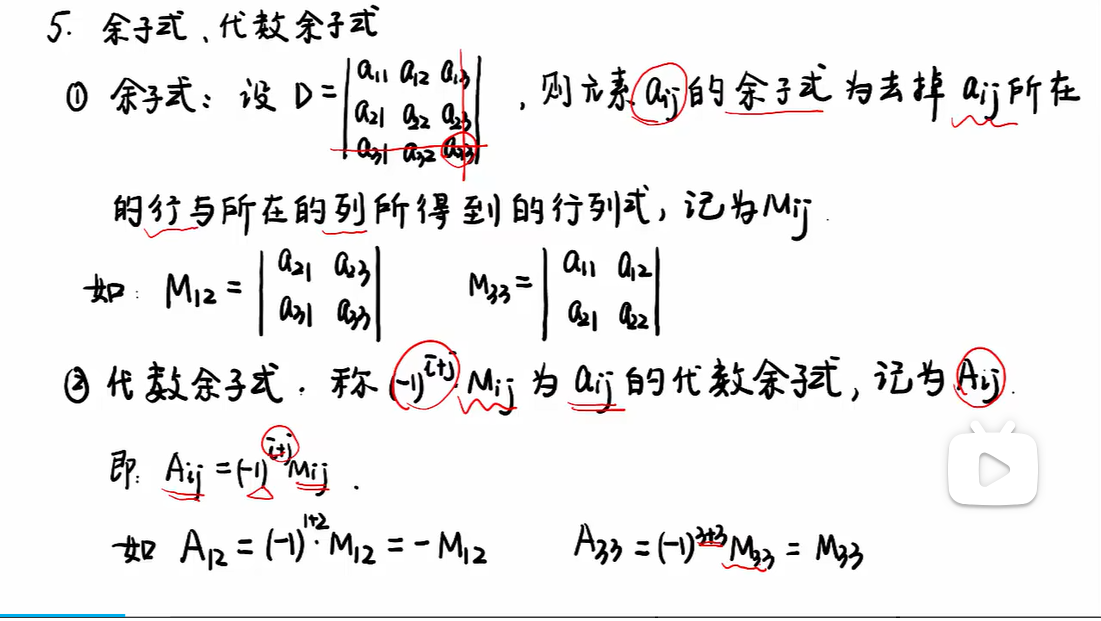 5. 余子式、代数余子式
① 余子式：设 D = | a11 a12 a13 | ，则元素 aij 的余子式为去掉 aij 所在
| a21 a22 a23 |
| a31 a32 a33 |
的行与所在的列所得到的行列式，记为Mij.
如：M12 = | a21 a23 | M33 = | a11 a12 |
| a31 a33 | | a21 a22 |
② 代数余子式．称 (-1)^{i+j}·Mij 为 aij 的代数余子式，记为 Aij.
即：Aij = (-1)^{i+j} Mij.
如 A12 = (-1)^{1+2}·M12 = -M12 A33 = (-1)^{3+3} M33 = M33